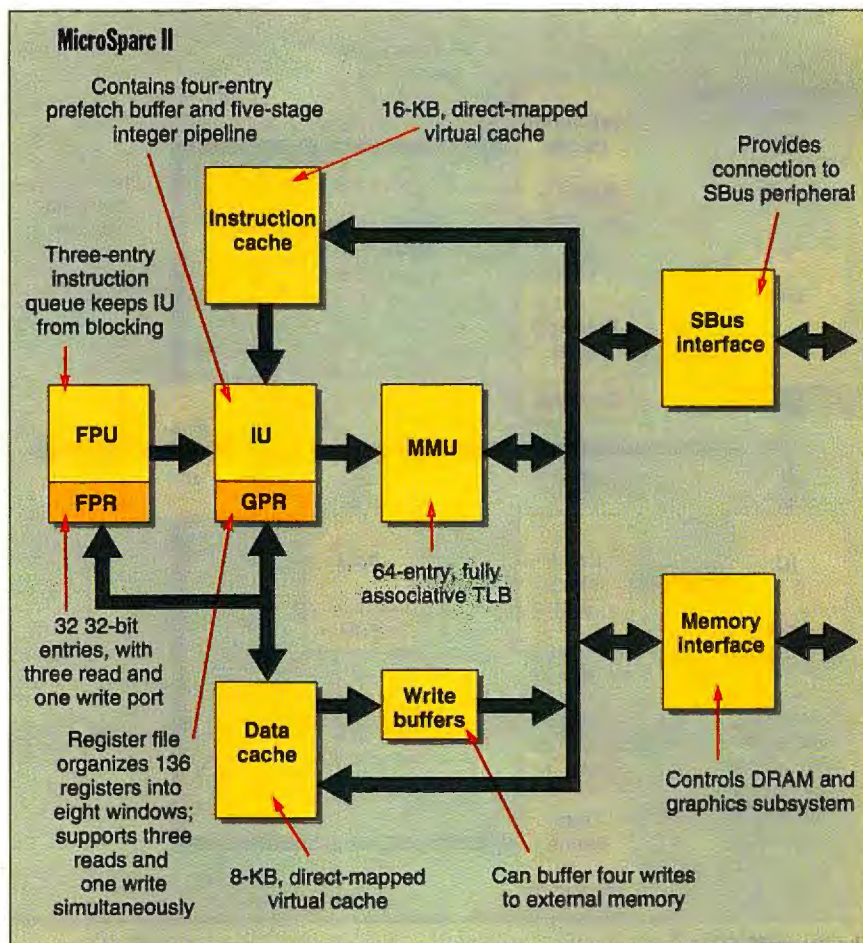 MicroSparc II
Contains four-entry
prefetch buffer and five-stage
integer pipeline
16-KB, direct-mapped
virtual cache
Provides
connection to
SBus peripheral
Instruction
cache
Three-entry
instruction
queue keeps IU
from blocking
SBus
interface
FPU
IU
MMU
FPR
GPR
64-entry, fully
associative TLB
32 32-bit
entries, with
three read and
one write port
Memory
interface
Write
buffers
Data
cache
Register file
organizes 136
registers into
eight windows;
supports three
reads and
one write
simultaneously
Controls DRAM and
graphics subsystem
8-KB, direct-mapped
virtual cache
Can buffer four writes
to external memory